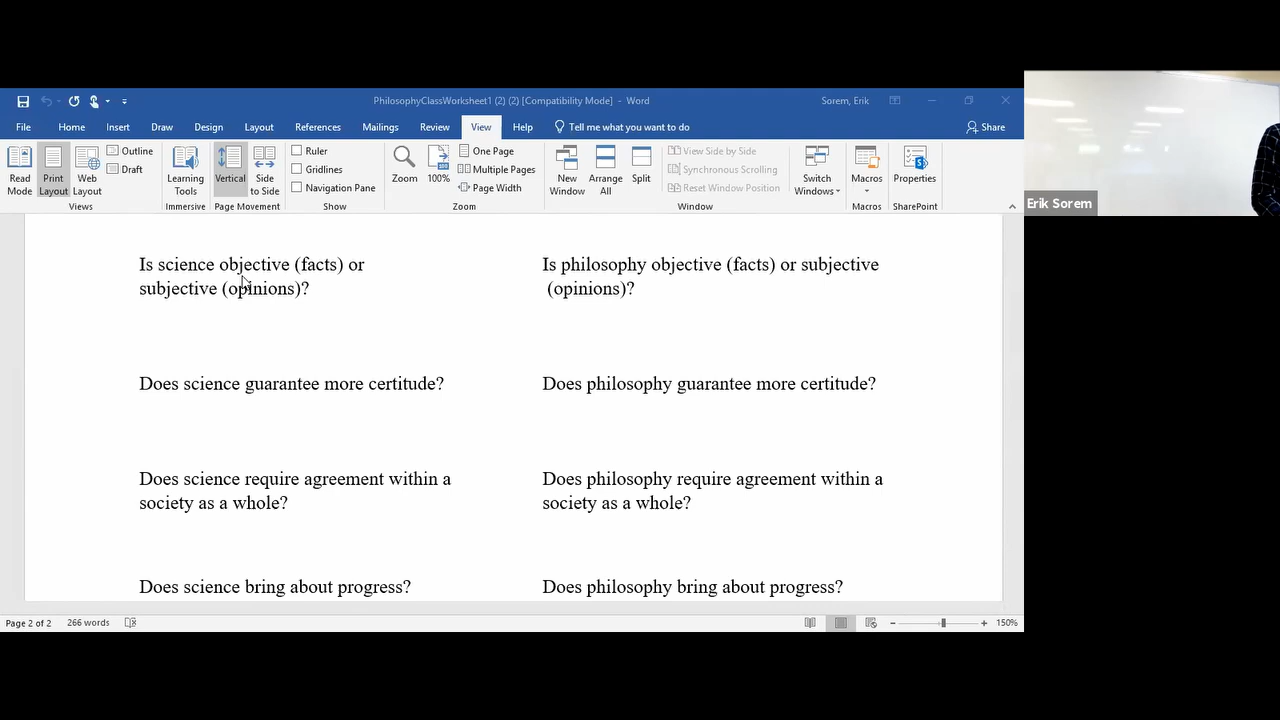 PhilosophyClassWorksheet1 (2) (2) [Compatibility Mode] - Word
Sorem, Erik
File Home Insert Draw Design Layout References Mailings Review View Help Tell me what you want to do Share
Read Mode
Print Layout
Web Layout
Outline
Draft
Views
Learning Tools
Immersive
Vertical
Side to Side
Page Movement
Ruler
Gridlines
Navigation Pane
Show
Zoom
100%
One Page
Multiple Pages
Page Width
Zoom
New Window
Arrange All
Split
View Side by Side
Synchronous Scrolling
Reset Window Position
Window
Switch Windows
Macros
Macros
Properties
SharePoint
Erik Sorem
Is science objective (facts) or
subjective (opinions)?
Is philosophy objective (facts) or subjective
(opinions)?
Does science guarantee more certitude?
Does philosophy guarantee more certitude?
Does science require agreement within a
society as a whole?
Does philosophy require agreement within a
society as a whole?
Does science bring about progress?
Does philosophy bring about progress?
Page 2 of 2 266 words
150%